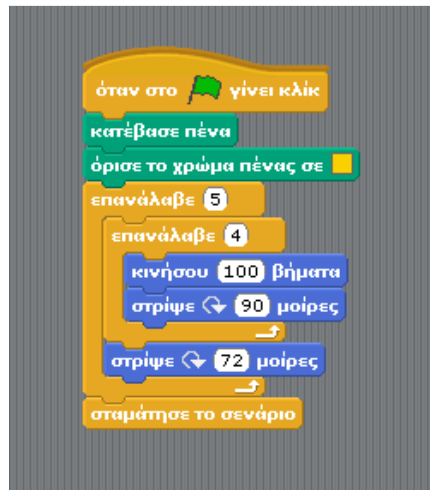 όταν στο γίνει κλίκ
κατέβασε πένα
όρισε το χρώμα πένας σε
επανάλαβε 5
επανάλαβε 4
κινήσου 100 βήματα
στρίψε 90 μοίρες
στρίψε 72 μοίρες
σταμάτησε το σενάριο